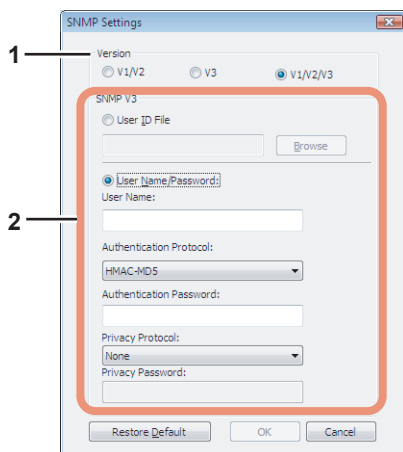 SNMP Settings
1
Version
V1/V2 V3 V1/V2/V3
SNMP V3
User ID File
Browse
2
User Name/Password:
User Name:
Authentication Protocol:
HMAC-MD5
Authentication Password:
Privacy Protocol:
None
Privacy Password:
Restore Default OK Cancel